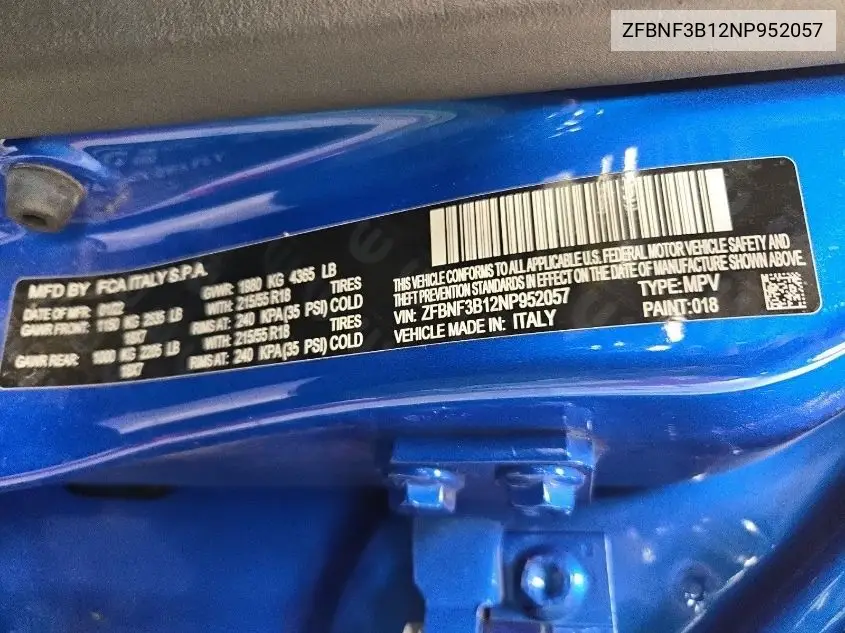 ZFBNF3B12NP952057
MFD BY FCA ITALY S.P.A.
DATE OF MFR: 01/22 GVWR: 1980 KG 4365 LB
GAWR FRONT: 1150 KG 2535 LB WITH: 215/55 R18 TIRES
18X7 RIMS AT: 240 KPA(35 PSI) COLD
WITH: 215/55 R18 TIRES
GAWR REAR: 1000 KG 2205 LB RIMS AT: 240 KPA(35 PSI) COLD
18X7
THIS VEHICLE CONFORMS TO ALL APPLICABLE U.S. FEDERAL MOTOR VEHICLE SAFETY AND
THEFT PREVENTION STANDARDS IN EFFECT ON THE DATE OF MANUFACTURE SHOWN ABOVE
VIN: ZFBNF3B12NP952057 TYPE: MPV
VEHICLE MADE IN: ITALY PAINT: 018